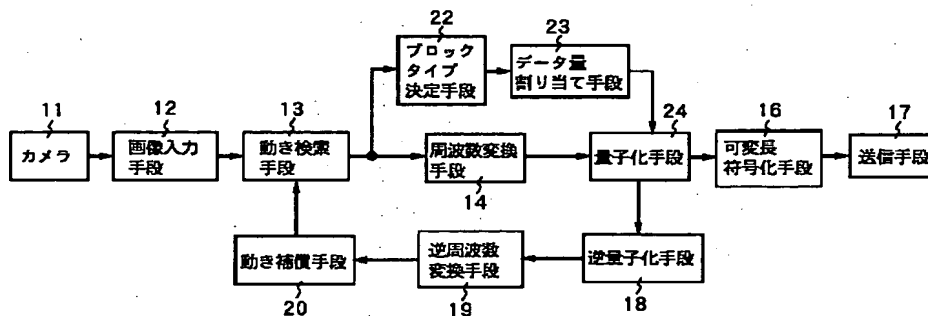 22
ブロック
タイプ
決定手段
23
データ量
割り当て手段
11
カメラ
12
画像入力
手段
13
動き検索
手段
周波数変換
手段
14
24
量子化手段
16
可変長
符号化手段
17
送信手段
動き補償手段
20
逆周波数
変換手段
19
逆量子化手段
18